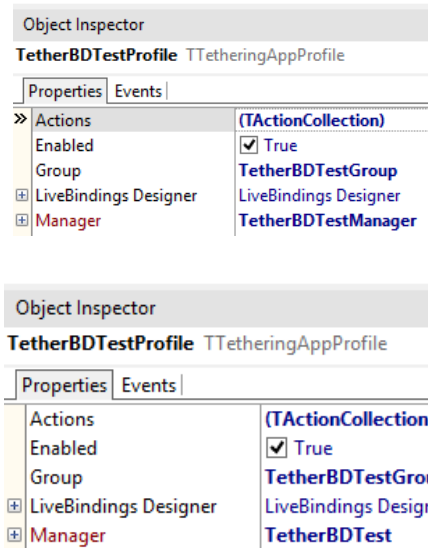 Object Inspector
TetherBDTestProfile TTetheringAppProfile
Properties Events
Actions (TActionCollection)
Enabled True
Group TetherBDTestGroup
LiveBindings Designer LiveBindings Designer
Manager TetherBDTestManager
Object Inspector
TetherBDTestProfile TTetheringAppProfile
Properties Events
Actions (TActionCollection
Enabled True
Group TetherBDTestGrou
LiveBindings Designer LiveBindings Design
Manager TetherBDTest